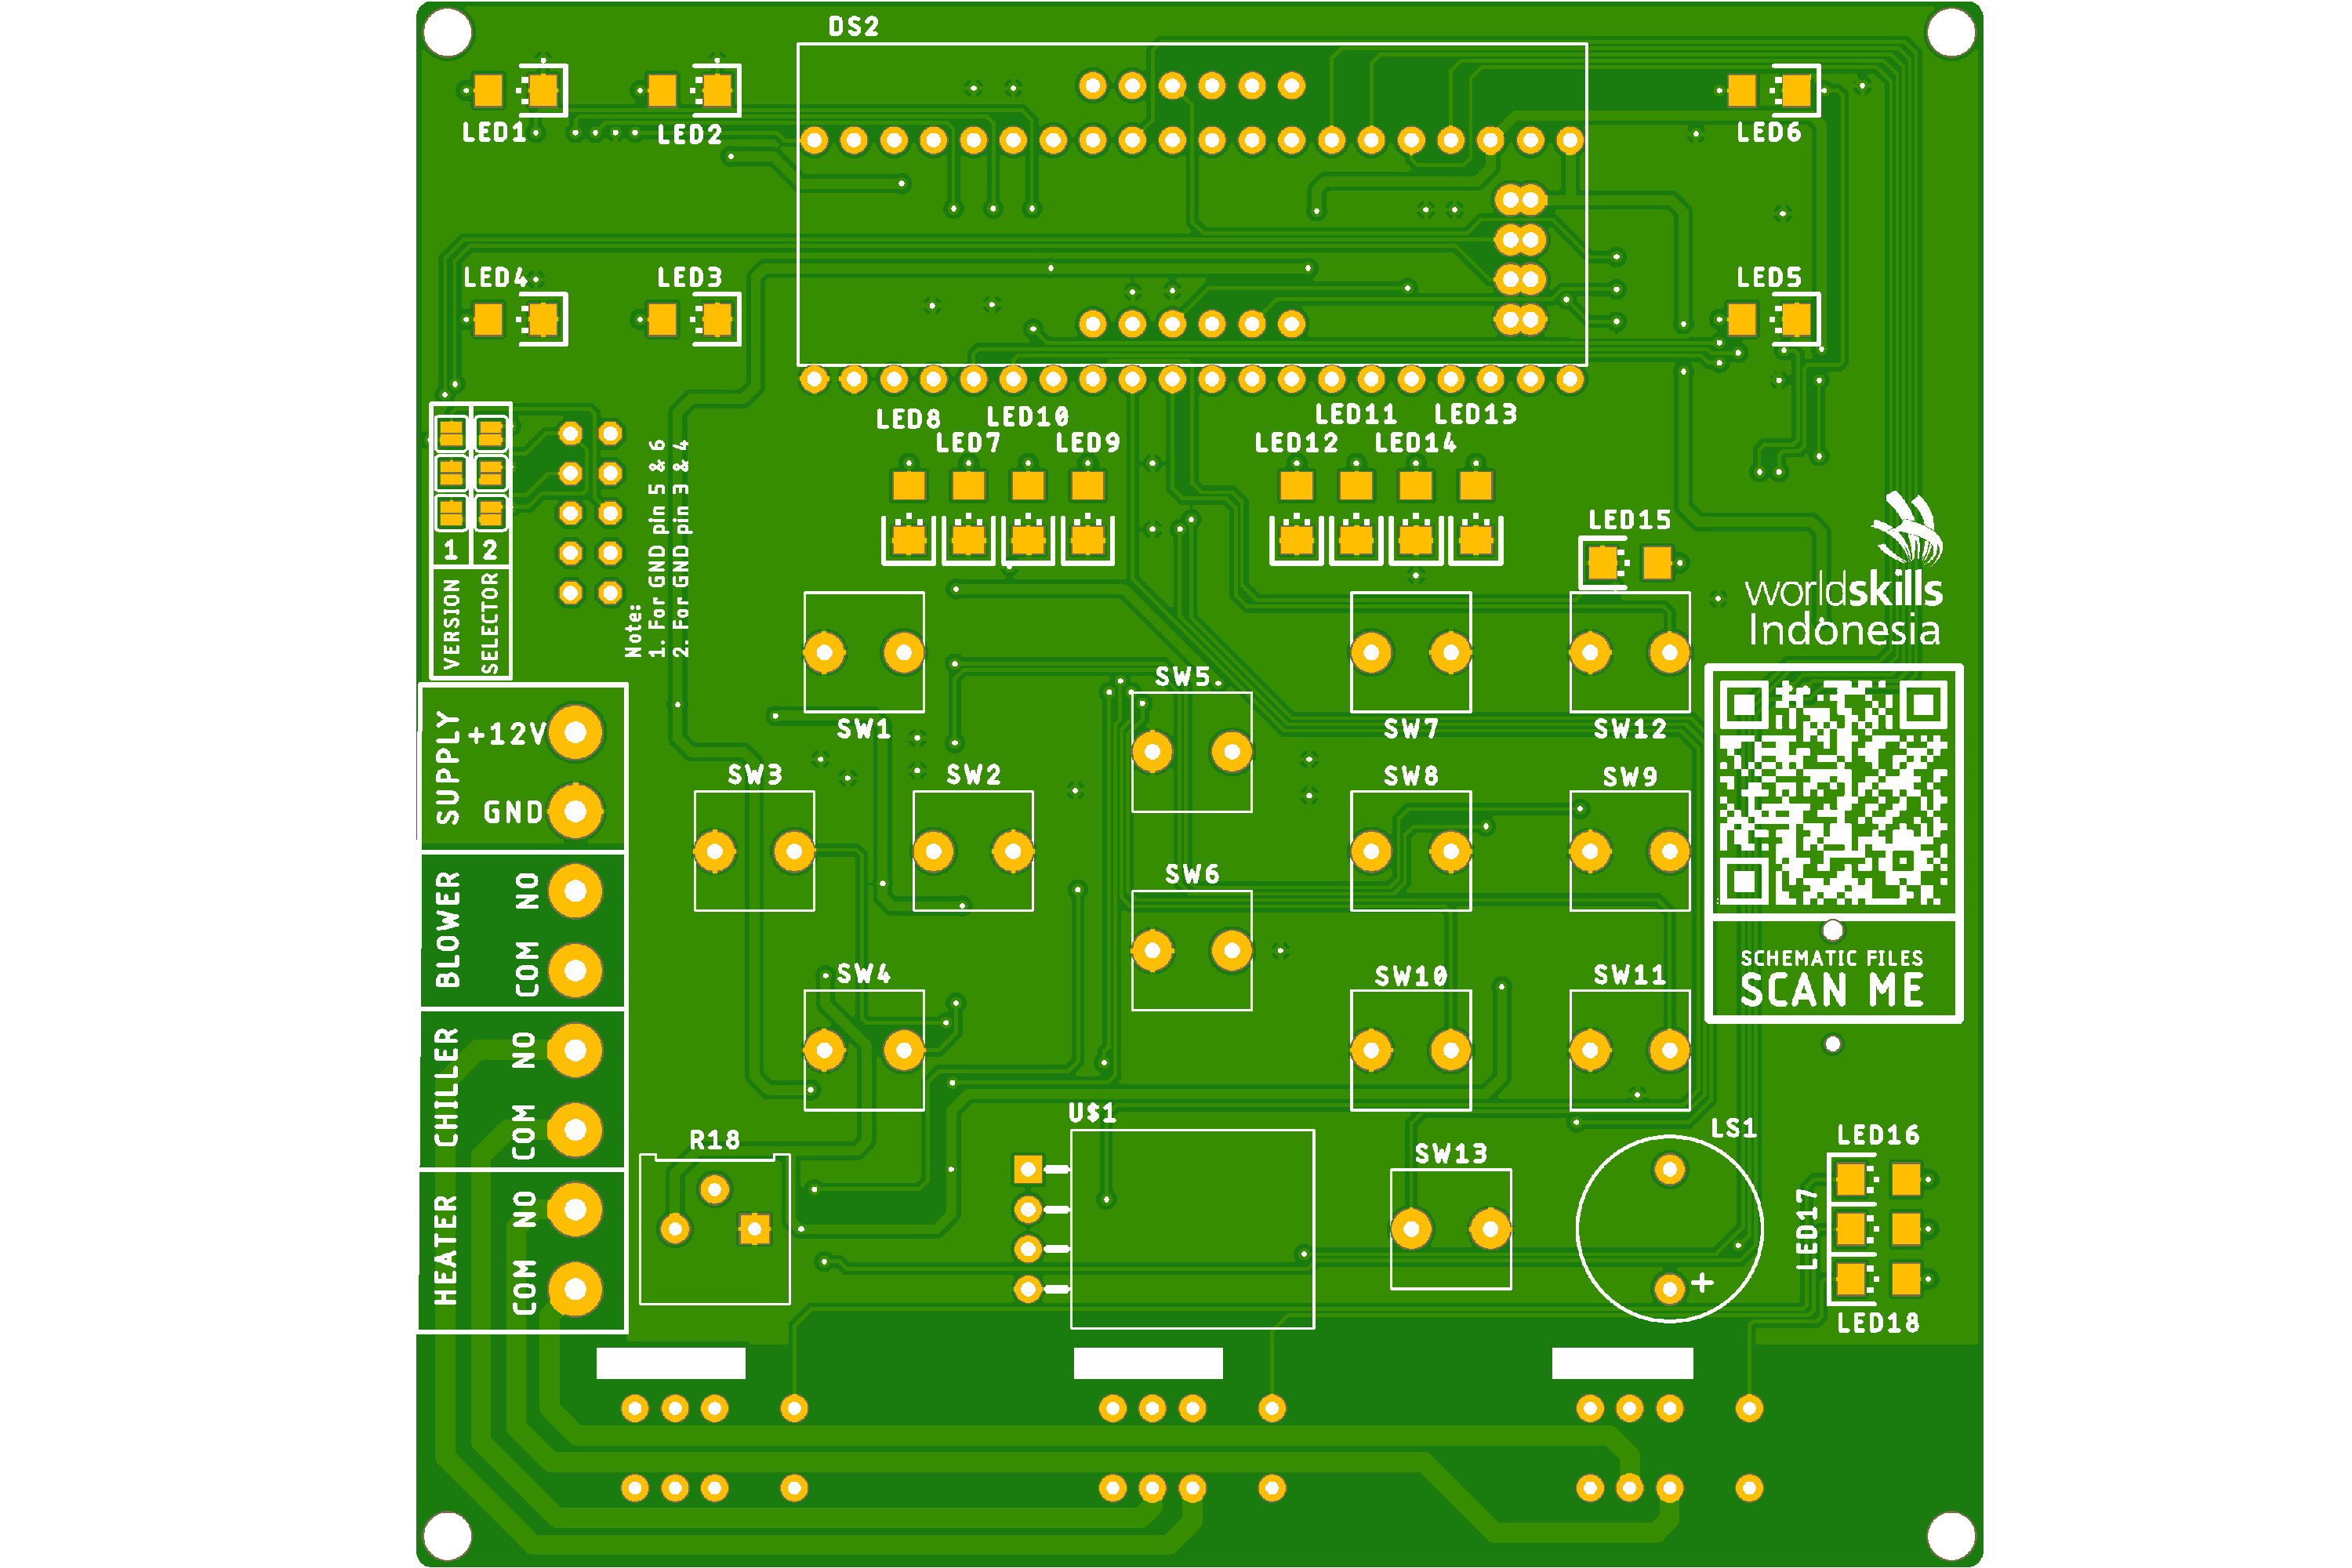 DS2
LED1
LED2
LED6
LED4
LED3
LED5
LED8
LED10
LED11
LED13
LED7
LED9
LED12
LED14
LED15
1
2
VERSION
SELECTOR
Note:
1. For GND pin 5 & 6
2. For GND pin 3 & 4
worldskills
Indonesia
SW5
SW1
SW7
SW12
SUPPLY
+12V
GND
SW3
SW2
SW8
SW9
BLOWER
NO
COM
SW6
SW4
SW10
SW11
SCHEMATIC FILES
SCAN ME
CHILLER
NO
COM
U$1
R18
SW13
LS1
LED16
LED17
HEATER
NO
COM
+
LED18